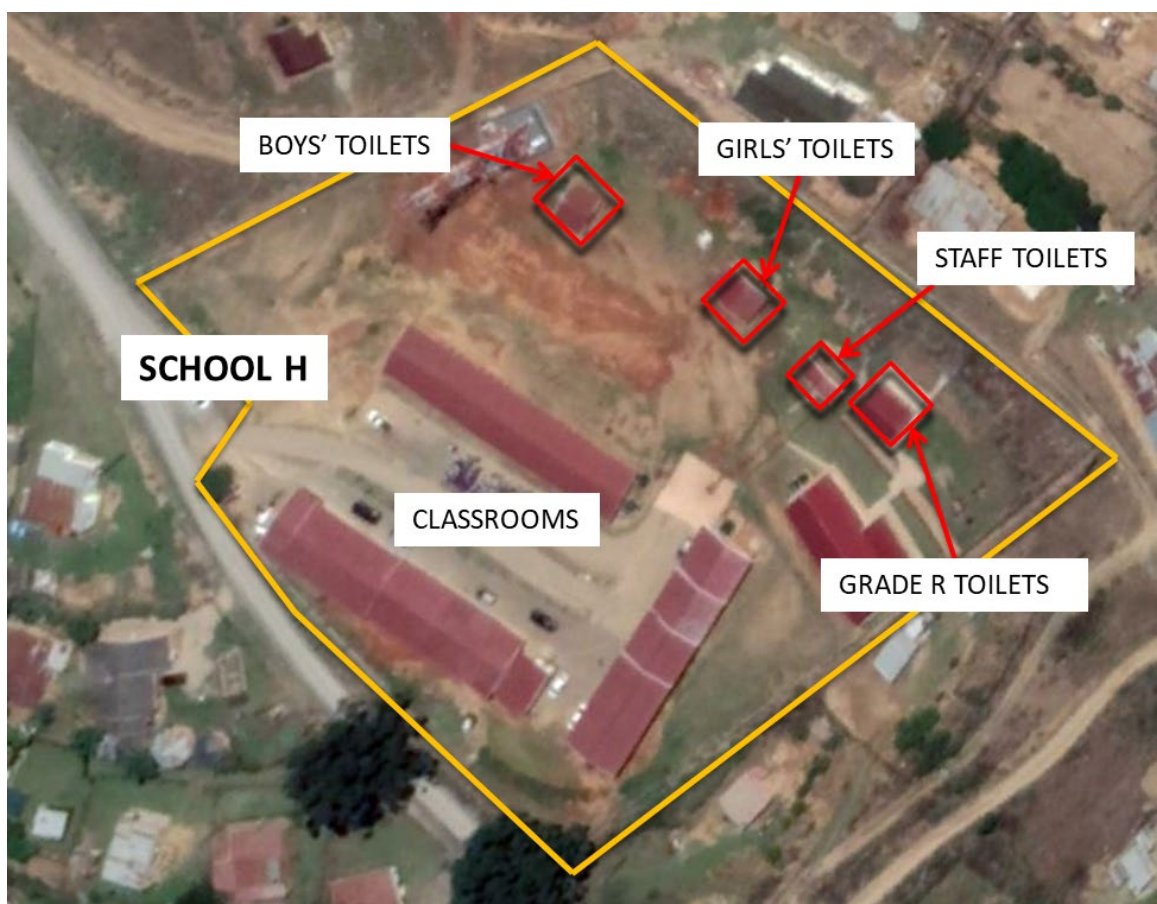 BOYS’ TOILETS
GIRLS’ TOILETS
STAFF TOILETS
SCHOOL H
CLASSROOMS
GRADE R TOILETS